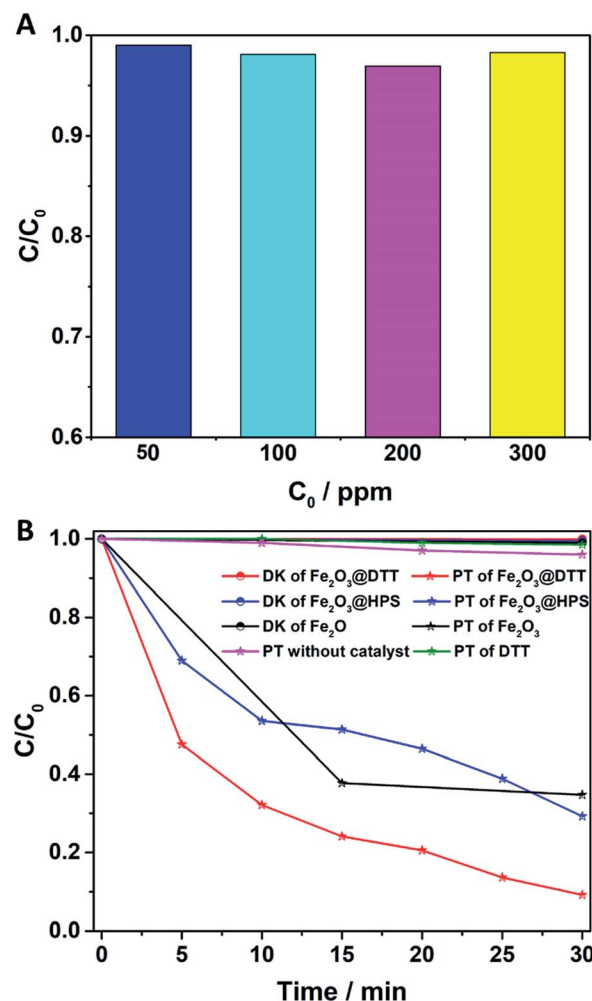 A
C/C₀
1.0
0.9
0.8
0.7
0.6
50 100 200 300
C₀ / ppm
B
C/C₀
1.0
0.8
0.6
0.4
0.2
0.0
DK of Fe₂O₃@DTT PT of Fe₂O₃@DTT
DK of Fe₂O₃@HPS PT of Fe₂O₃@HPS
DK of Fe₂O PT of Fe₂O₃
PT without catalyst PT of DTT
0 5 10 15 20 25 30
Time / min